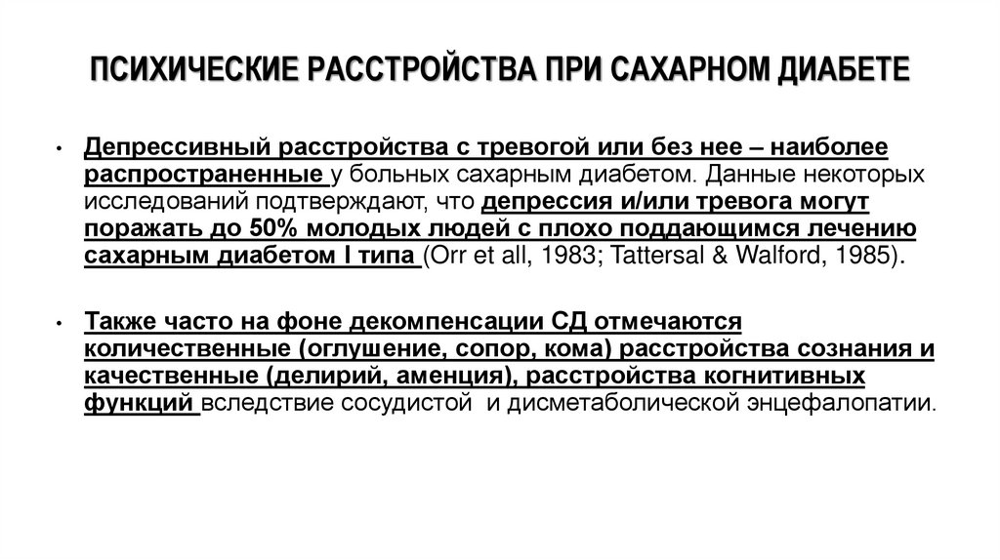 ПСИХИЧЕСКИЕ РАССТРОЙСТВА ПРИ САХАРНОМ ДИАБЕТЕ
• Депрессивный расстройства с тревогой или без нее – наиболее
распространенные у больных сахарным диабетом. Данные некоторых
исследований подтверждают, что депрессия и/или тревога могут
поражать до 50% молодых людей с плохо поддающимся лечению
сахарным диабетом I типа (Orr et all, 1983; Tattersal & Walford, 1985).
• Также часто на фоне декомпенсации СД отмечаются
количественные (оглушение, сопор, кома) расстройства сознания и
качественные (делирий, аменция), расстройства когнитивных
функций вследствие сосудистой и дисметаболической энцефалопатии.